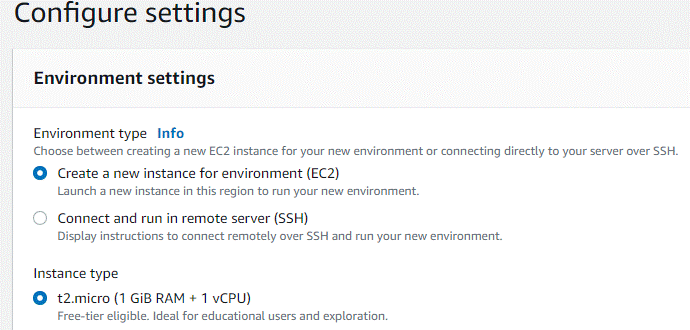 Configure settings
Environment settings
Environment type Info
Choose between creating a new EC2 instance for your new environment or connecting directly to your server over SSH.
Create a new instance for environment (EC2)
Launch a new instance in this region to run your new environment.
Connect and run in remote server (SSH)
Display instructions to connect remotely over SSH and run your new environment.
Instance type
t2.micro (1 GiB RAM + 1 vCPU)
Free-tier eligible. Ideal for educational users and exploration.